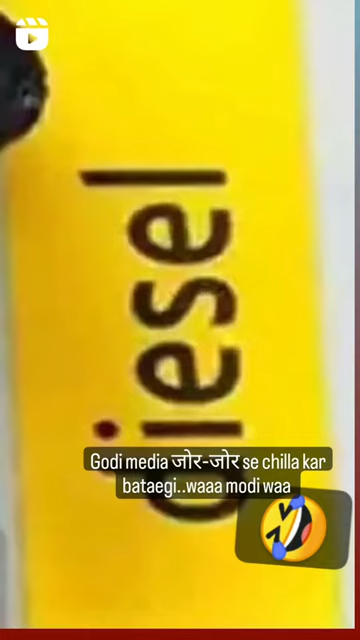 diesel
Godi media जोर-जोर se chilla kar
bataegi..waaa modi waa